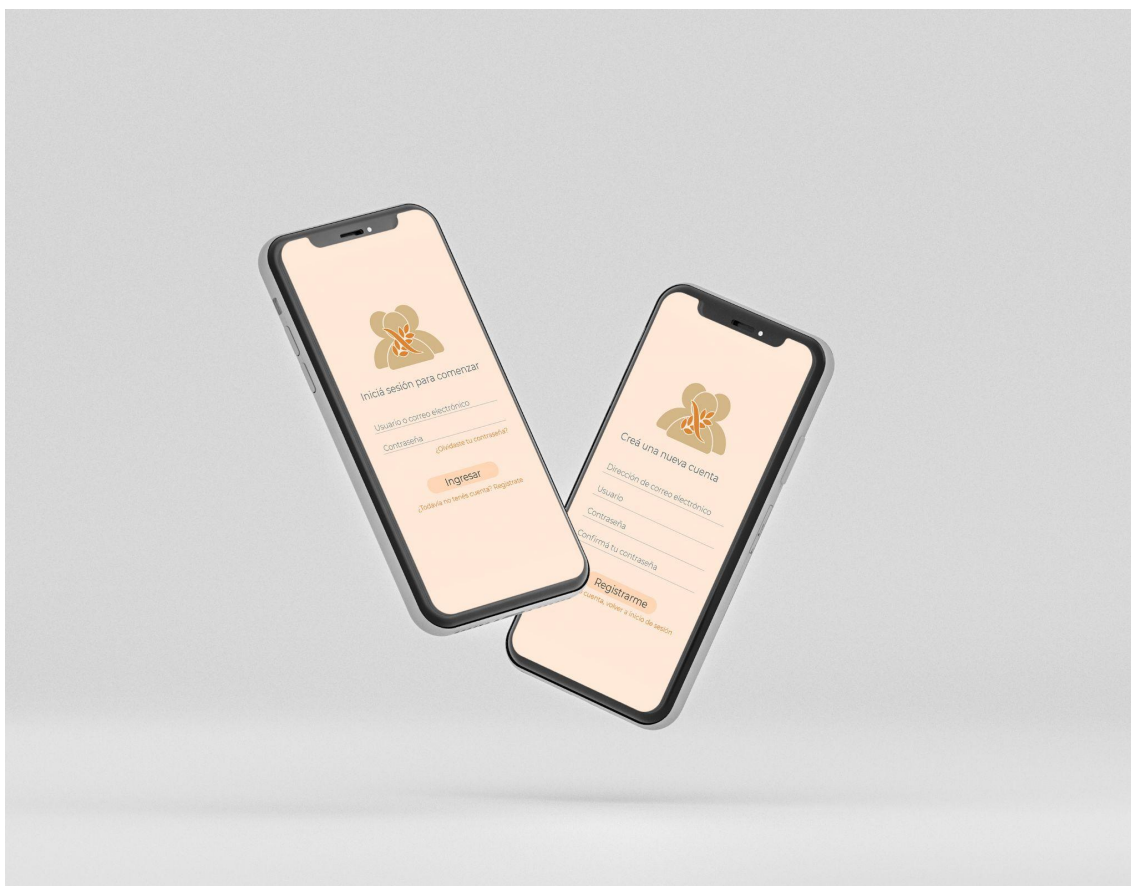 Iniciá sesión para comenzar
Usuario o correo electrónico
Contraseña
¿Olvidaste tu contraseña?
Ingresar
¿Todavía no tenés cuenta? Registrate
Creá una nueva cuenta
Dirección de correo electrónico
Usuario
Contraseña
Confirmá tu contraseña
Registrarme
cuenta, volver a inicio de sesión